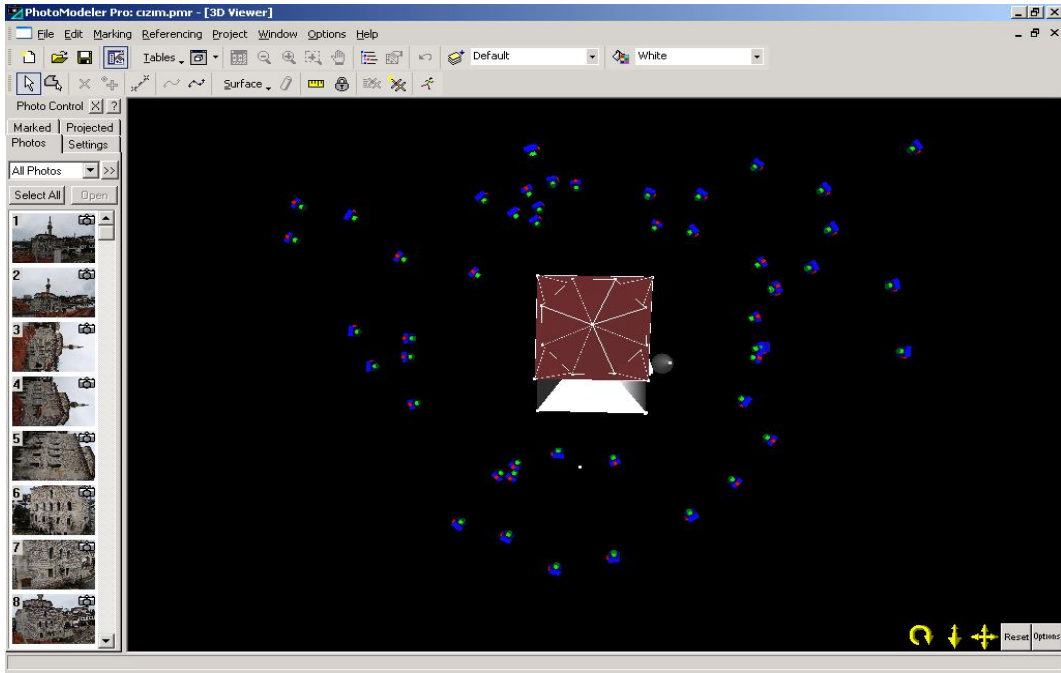 PhotoModeler Pro: cızım.pmr - [3D Viewer]
File Edit Marking Referencing Project Window Options Help
Tables Default White
Surface
Photo Control X ?
Marked Projected
Photos Settings
All Photos >>
Select All Open
1
2
3
4
5
6
7
8
Reset Options